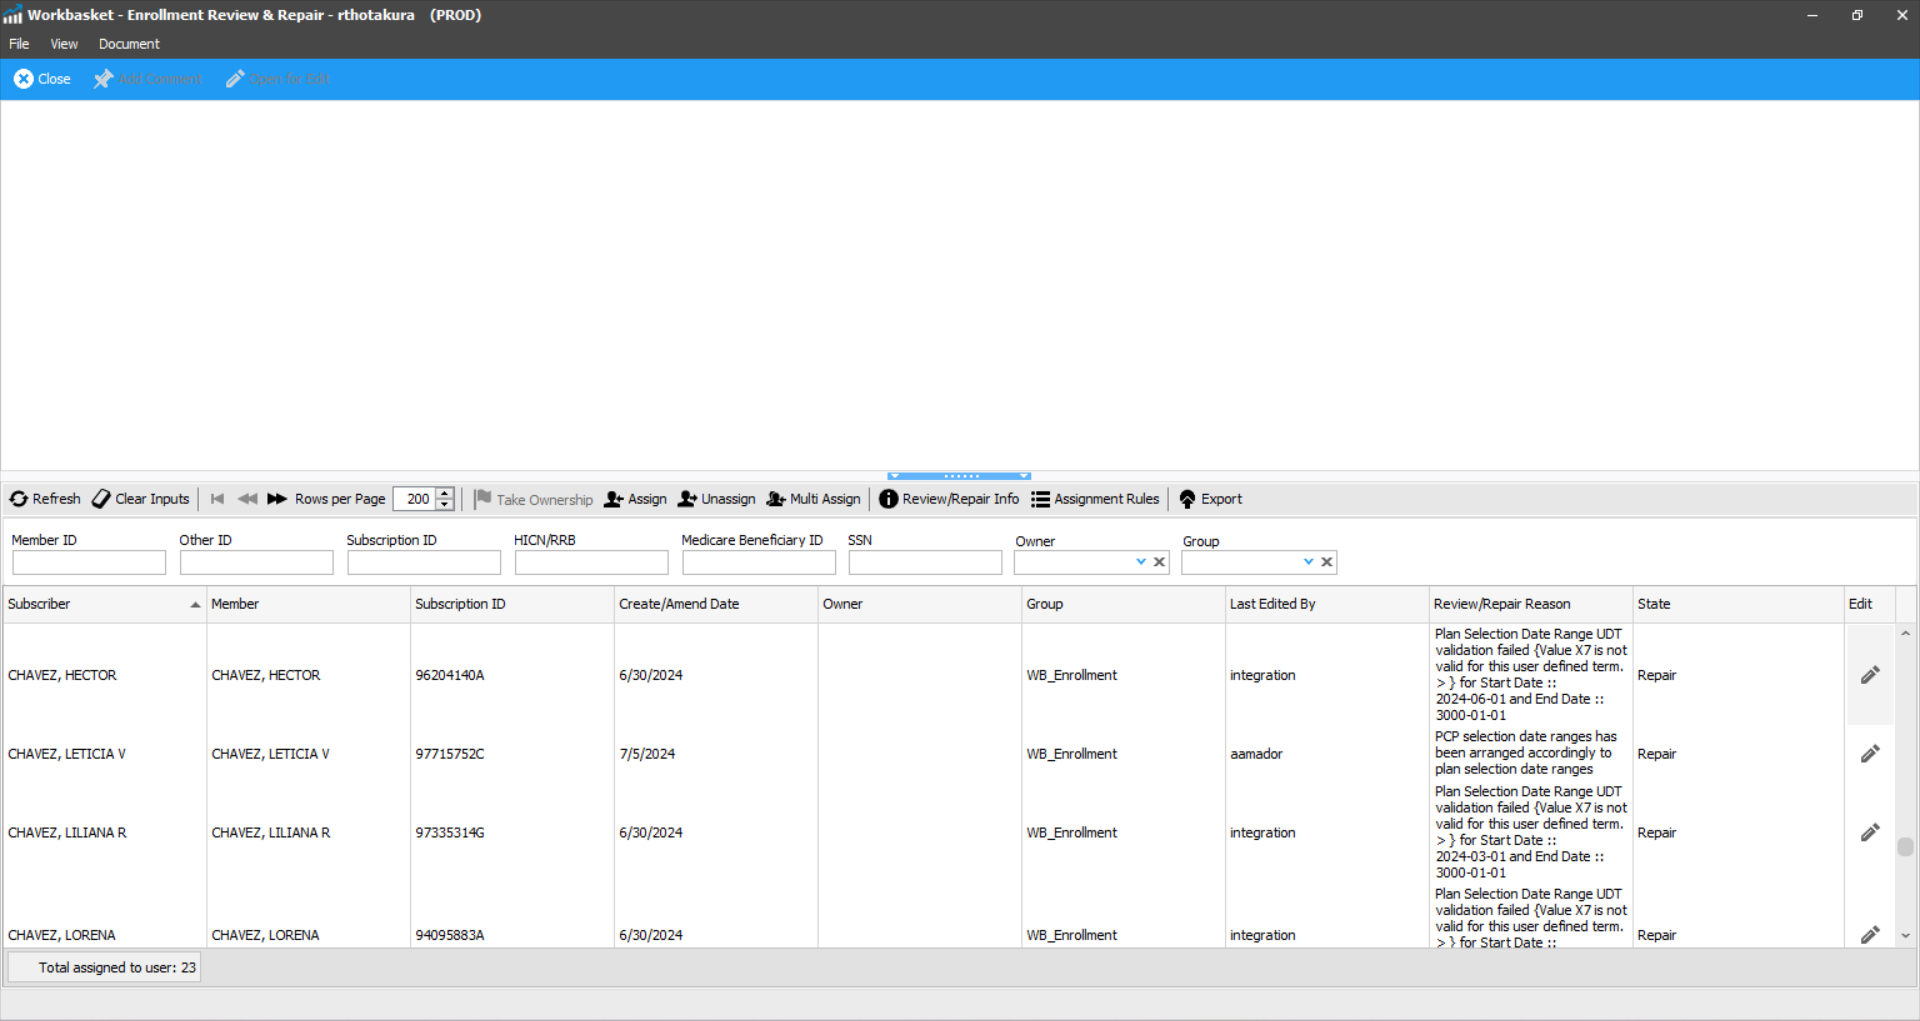 Workbasket - Enrollment Review & Repair - rthotakura (PROD)
File View Document
Close Add Comment Open for Edit
Refresh Clear Inputs Rows per Page 200 Take Ownership Assign Unassign Multi Assign Review/Repair Info Assignment Rules Export
Member ID Other ID Subscription ID HICN/RRB Medicare Beneficiary ID SSN Owner Group
Subscriber Member Subscription ID Create/Amend Date Owner Group Last Edited By Review/Repair Reason State Edit
Plan Selection Date Range UDT
validation failed {Value X7 is not
valid for this user defined term.
CHAVEZ, HECTOR CHAVEZ, HECTOR 96204140A 6/30/2024 WB_Enrollment integration Repair
> } for Start Date ::
2024-06-01 and End Date ::
3000-01-01
PCP selection date ranges has
CHAVEZ, LETICIA V CHAVEZ, LETICIA V 97715752C 7/5/2024 WB_Enrollment aamador been arranged accordingly to Repair
plan selection date ranges
Plan Selection Date Range UDT
validation failed {Value X7 is not
valid for this user defined term.
CHAVEZ, LILIANA R CHAVEZ, LILIANA R 97335314G 6/30/2024 WB_Enrollment integration Repair
> } for Start Date ::
2024-03-01 and End Date ::
3000-01-01
Plan Selection Date Range UDT
validation failed {Value X7 is not
valid for this user defined term.
CHAVEZ, LORENA CHAVEZ, LORENA 94095883A 6/30/2024 WB_Enrollment integration Repair
> } for Start Date ::
Total assigned to user: 23